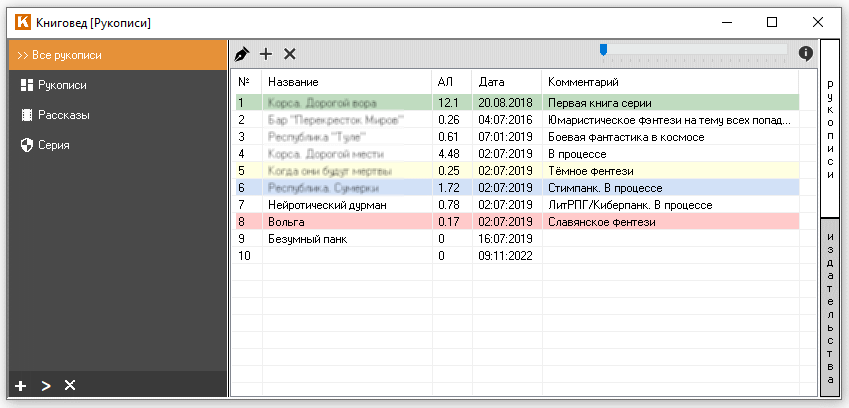 К Книговед [Рукописи]
>> Все рукописи
Рукописи
Рассказы
Серия
№ Название АЛ Дата Комментарий
1 Корса. Дорогой вора 12.1 20.08.2018 Первая книга серии
2 Бар "Перекресток Миров" 0.26 04:07:2016 Юмаристическое фэнтези на тему всех попад...
3 Республика "Туле" 0.61 07:01:2019 Боевая фантастика в космосе
4 Корса. Дорогой мести 4.48 02:07:2019 В процессе
5 Когда они будут мертвы 0.25 02:07:2019 Тёмное фентези
6 Республика. Сумерки 1.72 02:07:2019 Стимпанк. В процессе
7 Нейротический дурман 0.78 02:07:2019 ЛитРПГ/Киберпанк. В процессе
8 Вольга 0.17 02:07:2019 Славянское фентези
9 Безумный панк 0 16:07:2019
10 0 09:11:2022
рукописи
издательства